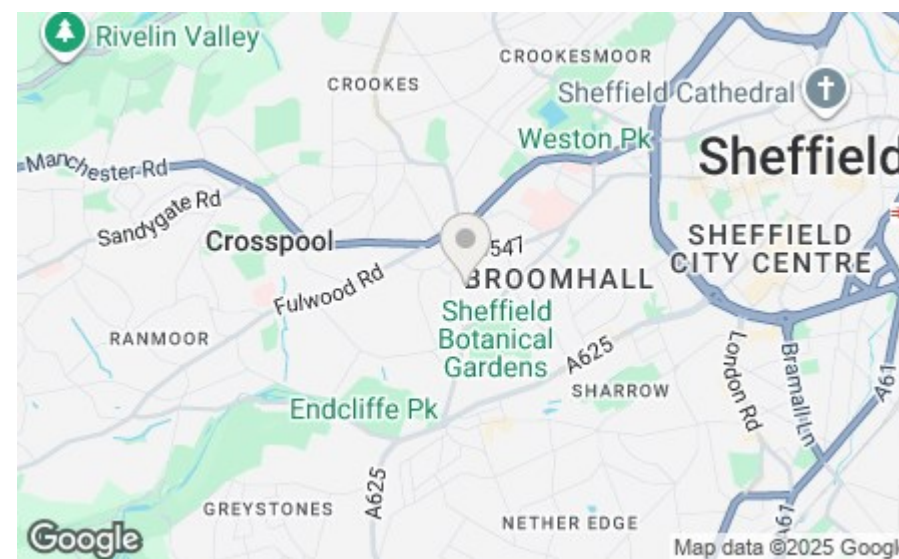 Rivelin Valley
CROOKESMOOR
CROOKES
Sheffield Cathedral
Weston Pk
Manchester Rd
Sheffield
Sandygate Rd
Crosspool
547
SHEFFIELD
CITY CENTRE
BROOMHALL
Fulwood Rd
Sheffield
Botanical
Gardens
RANMOOR
A625
London Rd
Bramall Ln
A61
SHARROW
Endcliffe Pk
A625
GREYSTONES
NETHER EDGE
A61
Google
Map data ©2025 Googl